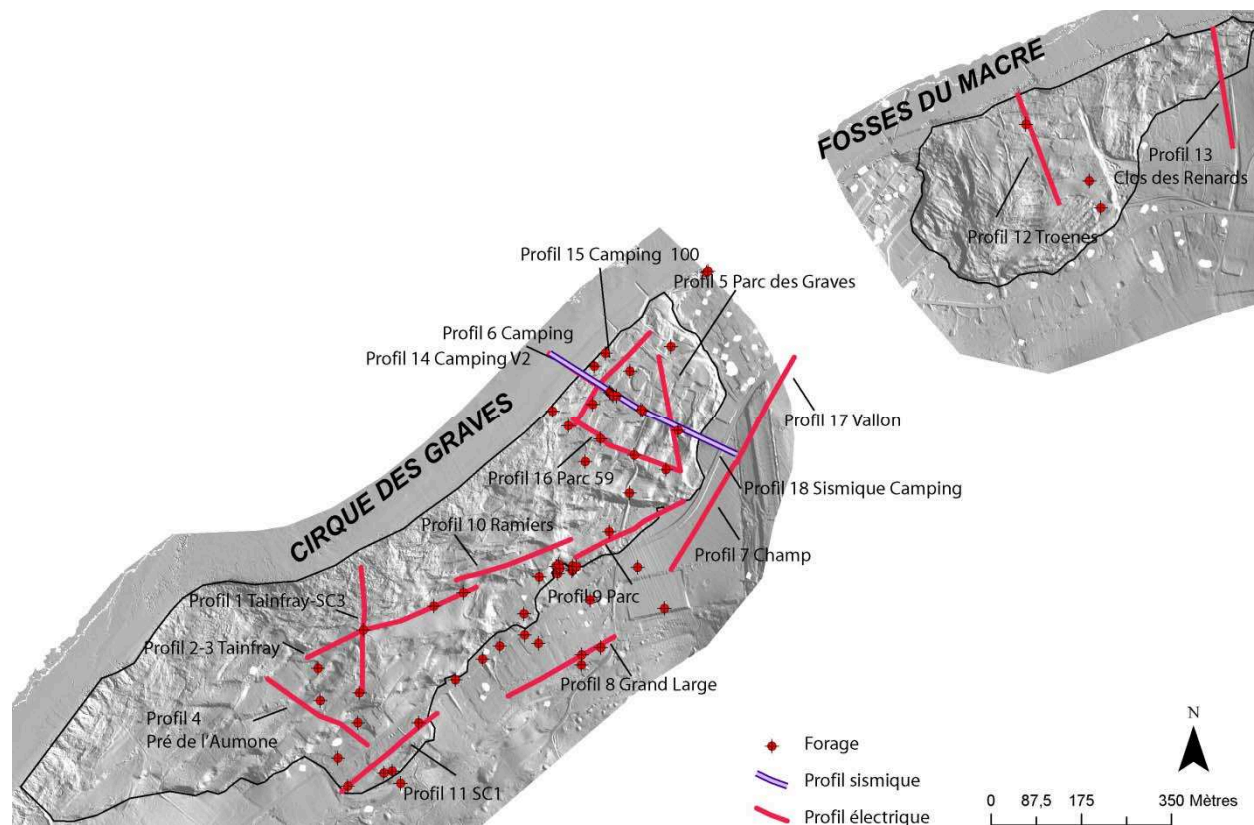 FOSSES DU MACRE
Profil 13
Clos des Renards
Profil 12 Troenes
Profil 15 Camping 100
Profil 5 Parc des Graves
Profil 6 Camping
Profil 14 Camping V2
CIRQUE DES GRAVES
Profil 17 Vallon
Profil 16 Parc 59
Profil 18 Sismique Camping
Profil 10 Ramiers
Profil 7 Champ
Profil 1 Tainfray-SC3
Profil 9 Parc
Profil 2-3 Tainfray
Profil 8 Grand Large
Profil 4
Pré de l'Aumone
Profil 11 SC1
Forage
Profil sismique
Profil électrique
N
0 87,5 175 350 Mètres